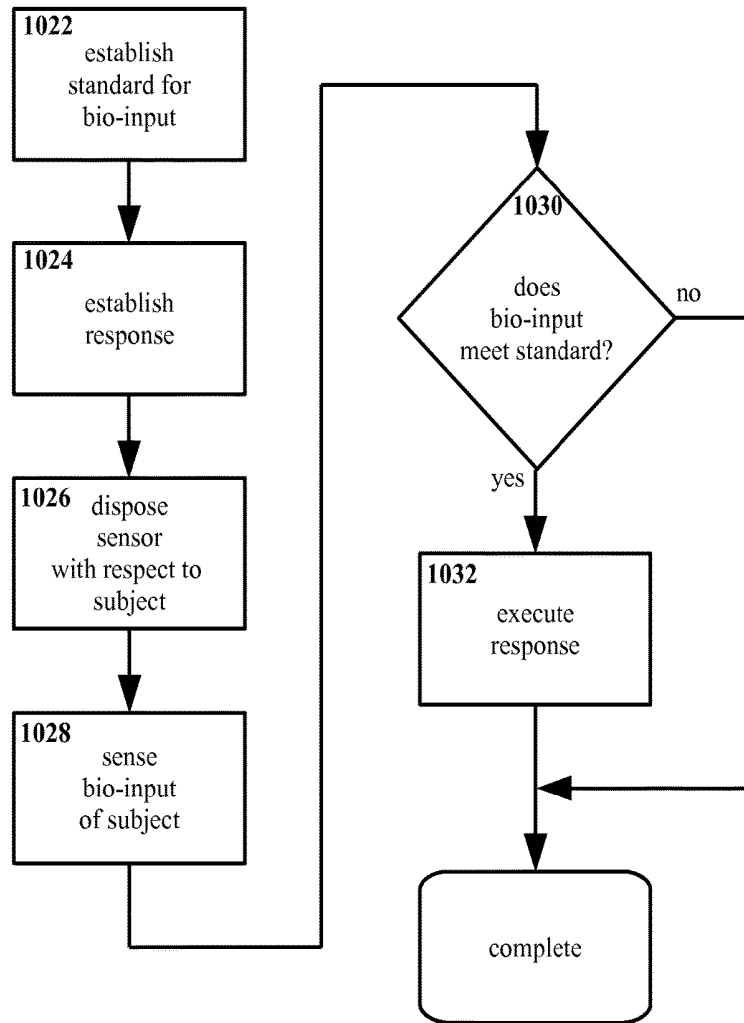 1022
establish
standard for
bio-input
1024
establish
response
1026
dispose
sensor
with respect to
subject
1028
sense
bio-input
of subject
1030
does
bio-input
meet standard?
no
yes
1032
execute
response
complete